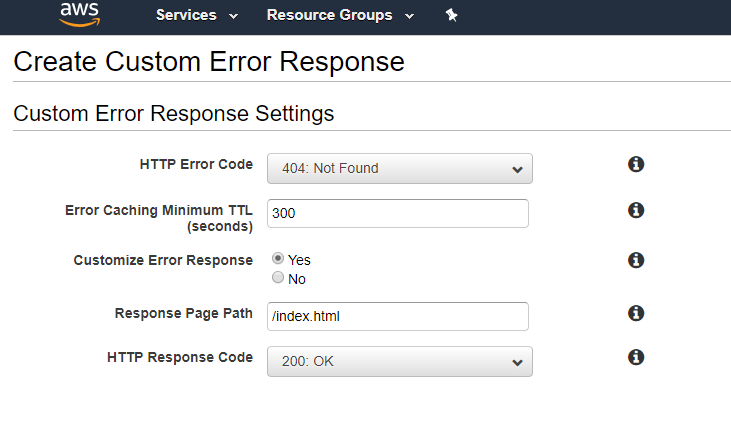 aws Services Resource Groups
Create Custom Error Response
Custom Error Response Settings
HTTP Error Code 404: Not Found
Error Caching Minimum TTL 300
(seconds)
Customize Error Response Yes
No
Response Page Path /index.html
HTTP Response Code 200: OK